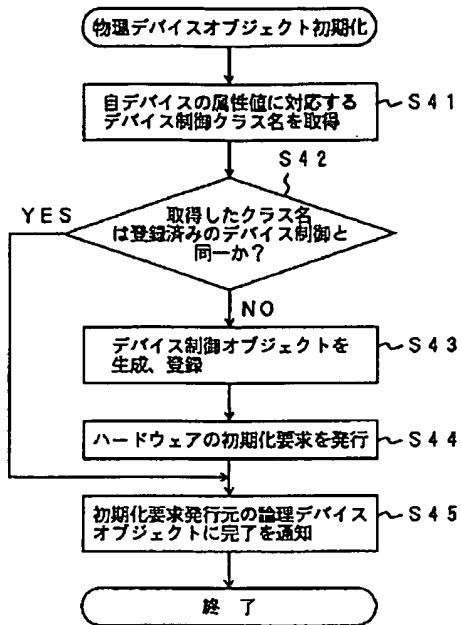 物理デバイスオブジェクト初期化
自デバイスの属性値に対応する
デバイス制御クラス名を取得
S41
S42
取得したクラス名
は登録済みのデバイス制御と
同一か?
YES
NO
デバイス制御オブジェクトを
生成、登録
S43
ハードウェアの初期化要求を発行
S44
初期化要求発行元の論理デバイス
オブジェクトに完了を通知
S45
終了